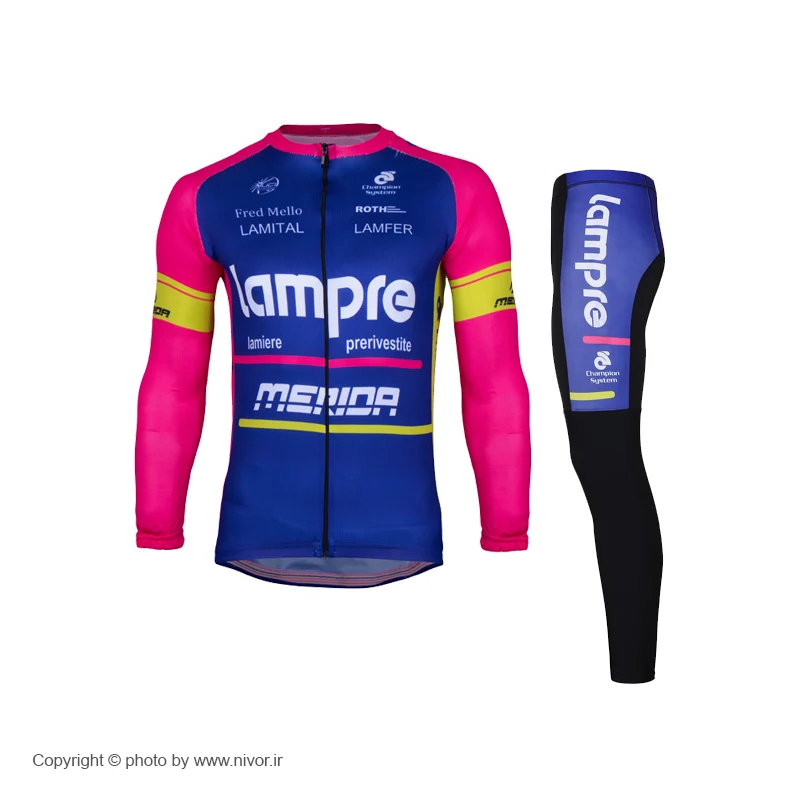 Champion
System
Fred Mello
ROTH
LAMITAL
LAMFER
lampre
lamiere
prerivestite
MERIDA
MERIDA
lampre
Champion
System
Copyright © photo by www.nivor.ir